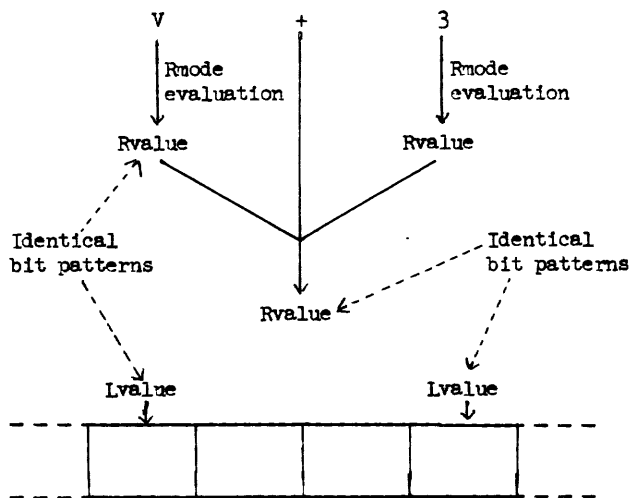 V + 3
Rmode
evaluation
Rmode
evaluation
Rvalue
Rvalue
Identical
bit patterns
Identical
bit patterns
Rvalue
Lvalue
Lvalue